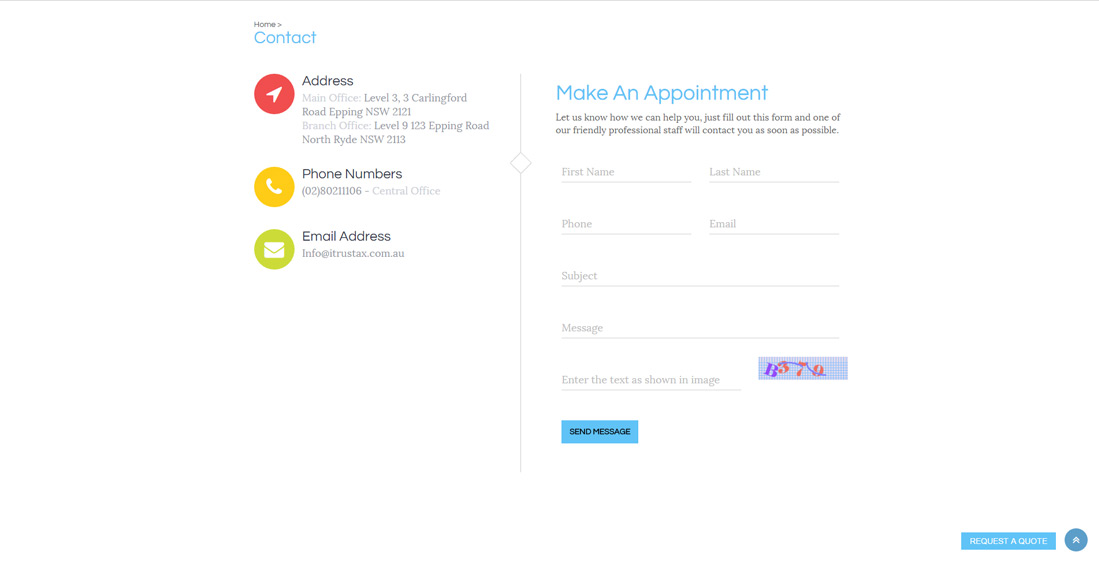 Home >
Contact
Address
Main Office: Level 3, 3 Carlingford
Road Epping NSW 2121
Branch Office: Level 9 123 Epping Road
North Ryde NSW 2113
Phone Numbers
(02)80211106 - Central Office
Email Address
Info@itrustax.com.au
Make An Appointment
Let us know how we can help you, just fill out this form and one of
our friendly professional staff will contact you as soon as possible.
First Name Last Name
Phone Email
Subject
Message
Enter the text as shown in image
B37Q
SEND MESSAGE
REQUEST A QUOTE